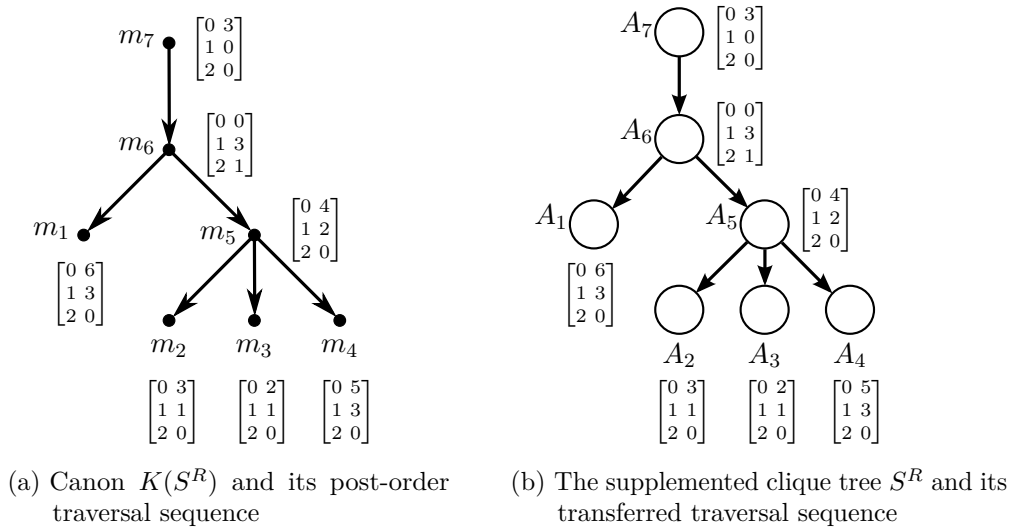 m7
[0 3
1 0
2 0]
m6
[0 0
1 3
2 1]
m1
[0 6
1 3
2 0]
m5
[0 4
1 2
2 0]
m2
[0 3
1 1
2 0]
m3
[0 2
1 1
2 0]
m4
[0 5
1 3
2 0]
(a) Canon K(S^R) and its post-order
traversal sequence
A7
[0 3
1 0
2 0]
A6
[0 0
1 3
2 1]
A1
[0 6
1 3
2 0]
A5
[0 4
1 2
2 0]
A2
[0 3
1 1
2 0]
A3
[0 2
1 1
2 0]
A4
[0 5
1 3
2 0]
(b) The supplemented clique tree S^R and its
transferred traversal sequence